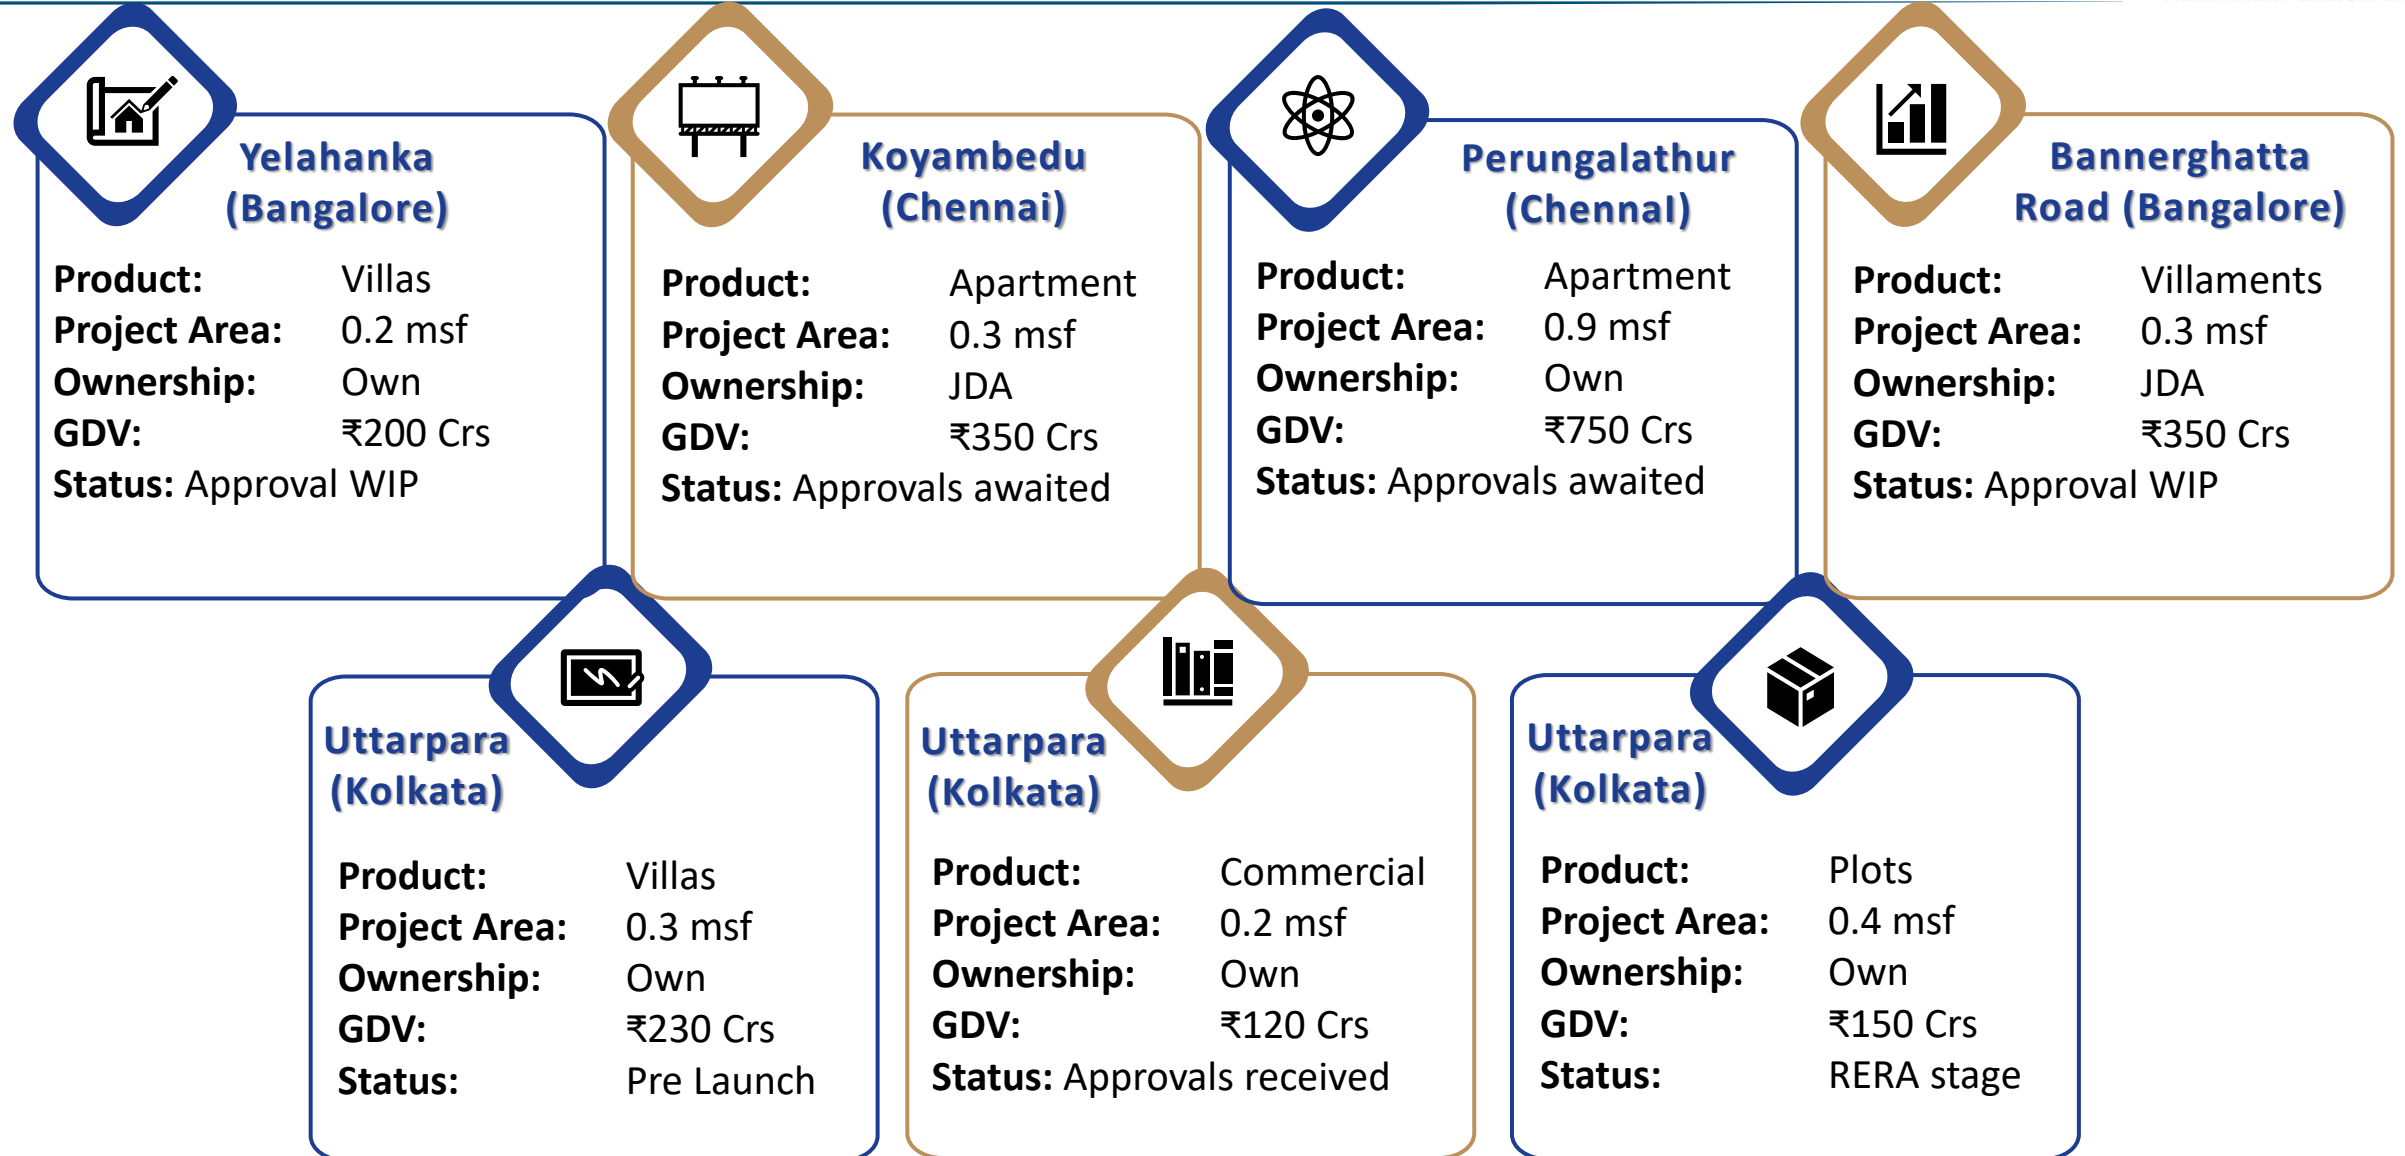 Yelahanka
(Bangalore)
Product: Villas
Project Area: 0.2 msf
Ownership: Own
GDV: ₹200 Crs
Status: Approval WIP
Koyambedu
(Chennai)
Product: Apartment
Project Area: 0.3 msf
Ownership: JDA
GDV: ₹350 Crs
Status: Approvals awaited
Perungalathur
(ChennaI)
Product: Apartment
Project Area: 0.9 msf
Ownership: Own
GDV: ₹750 Crs
Status: Approvals awaited
Bannerghatta
Road (Bangalore)
Product: Villaments
Project Area: 0.3 msf
Ownership: JDA
GDV: ₹350 Crs
Status: Approval WIP
Uttarpara
(Kolkata)
Product: Villas
Project Area: 0.3 msf
Ownership: Own
GDV: ₹230 Crs
Status: Pre Launch
Uttarpara
(Kolkata)
Product: Commercial
Project Area: 0.2 msf
Ownership: Own
GDV: ₹120 Crs
Status: Approvals received
Uttarpara
(Kolkata)
Product: Plots
Project Area: 0.4 msf
Ownership: Own
GDV: ₹150 Crs
Status: RERA stage